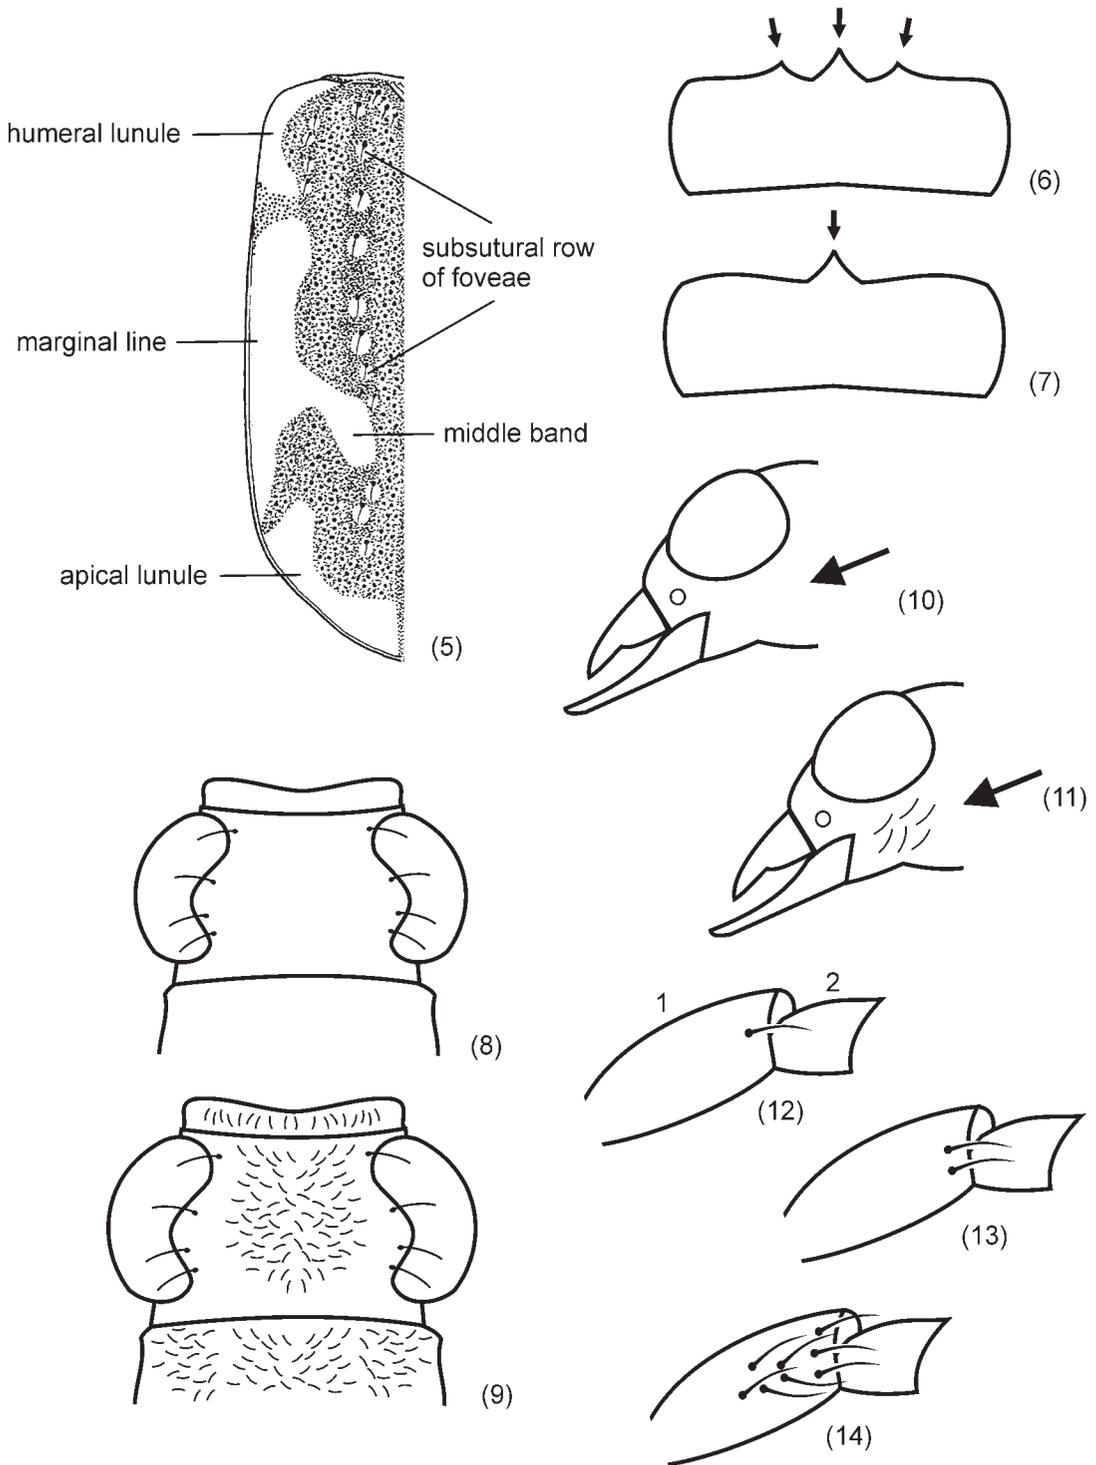 humeral lunule
subsutural row
of foveae
marginal line
middle band
apical lunule
(5)
(6)
(7)
(10)
(11)
(8)
(9)
1
2
(12)
(13)
(14)